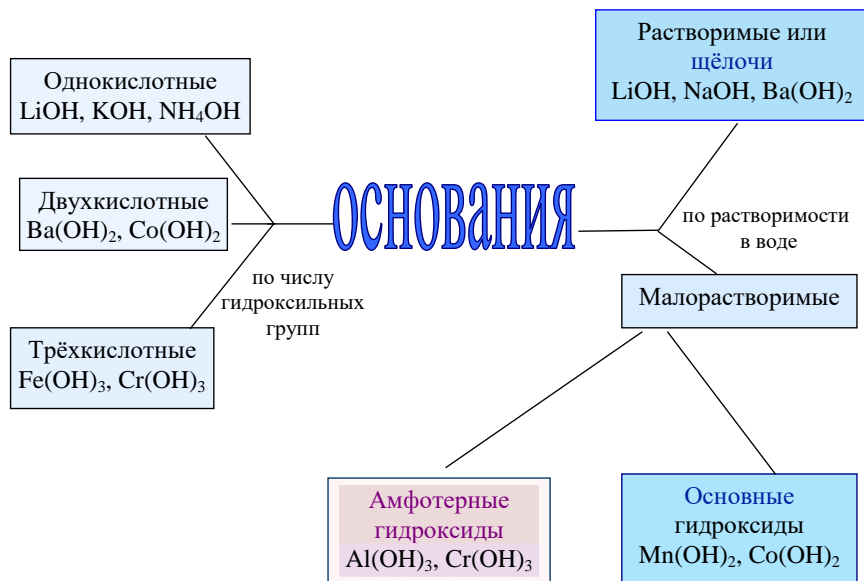 Однокислотные
LiOH, KOH, NH₄OH
Двухкислотные
Ba(OH)₂, Co(OH)₂
по числу
гидроксильных
групп
Трёхкислотные
Fe(OH)₃, Cr(OH)₃
ОСНОВАНИЯ
Растворимые или
щёлочи
LiOH, NaOH, Ba(OH)₂
по растворимости
в воде
Малорастворимые
Амфотерные
гидроксиды
Al(OH)₃, Cr(OH)₃
Основные
гидроксиды
Mn(OH)₂, Co(OH)₂